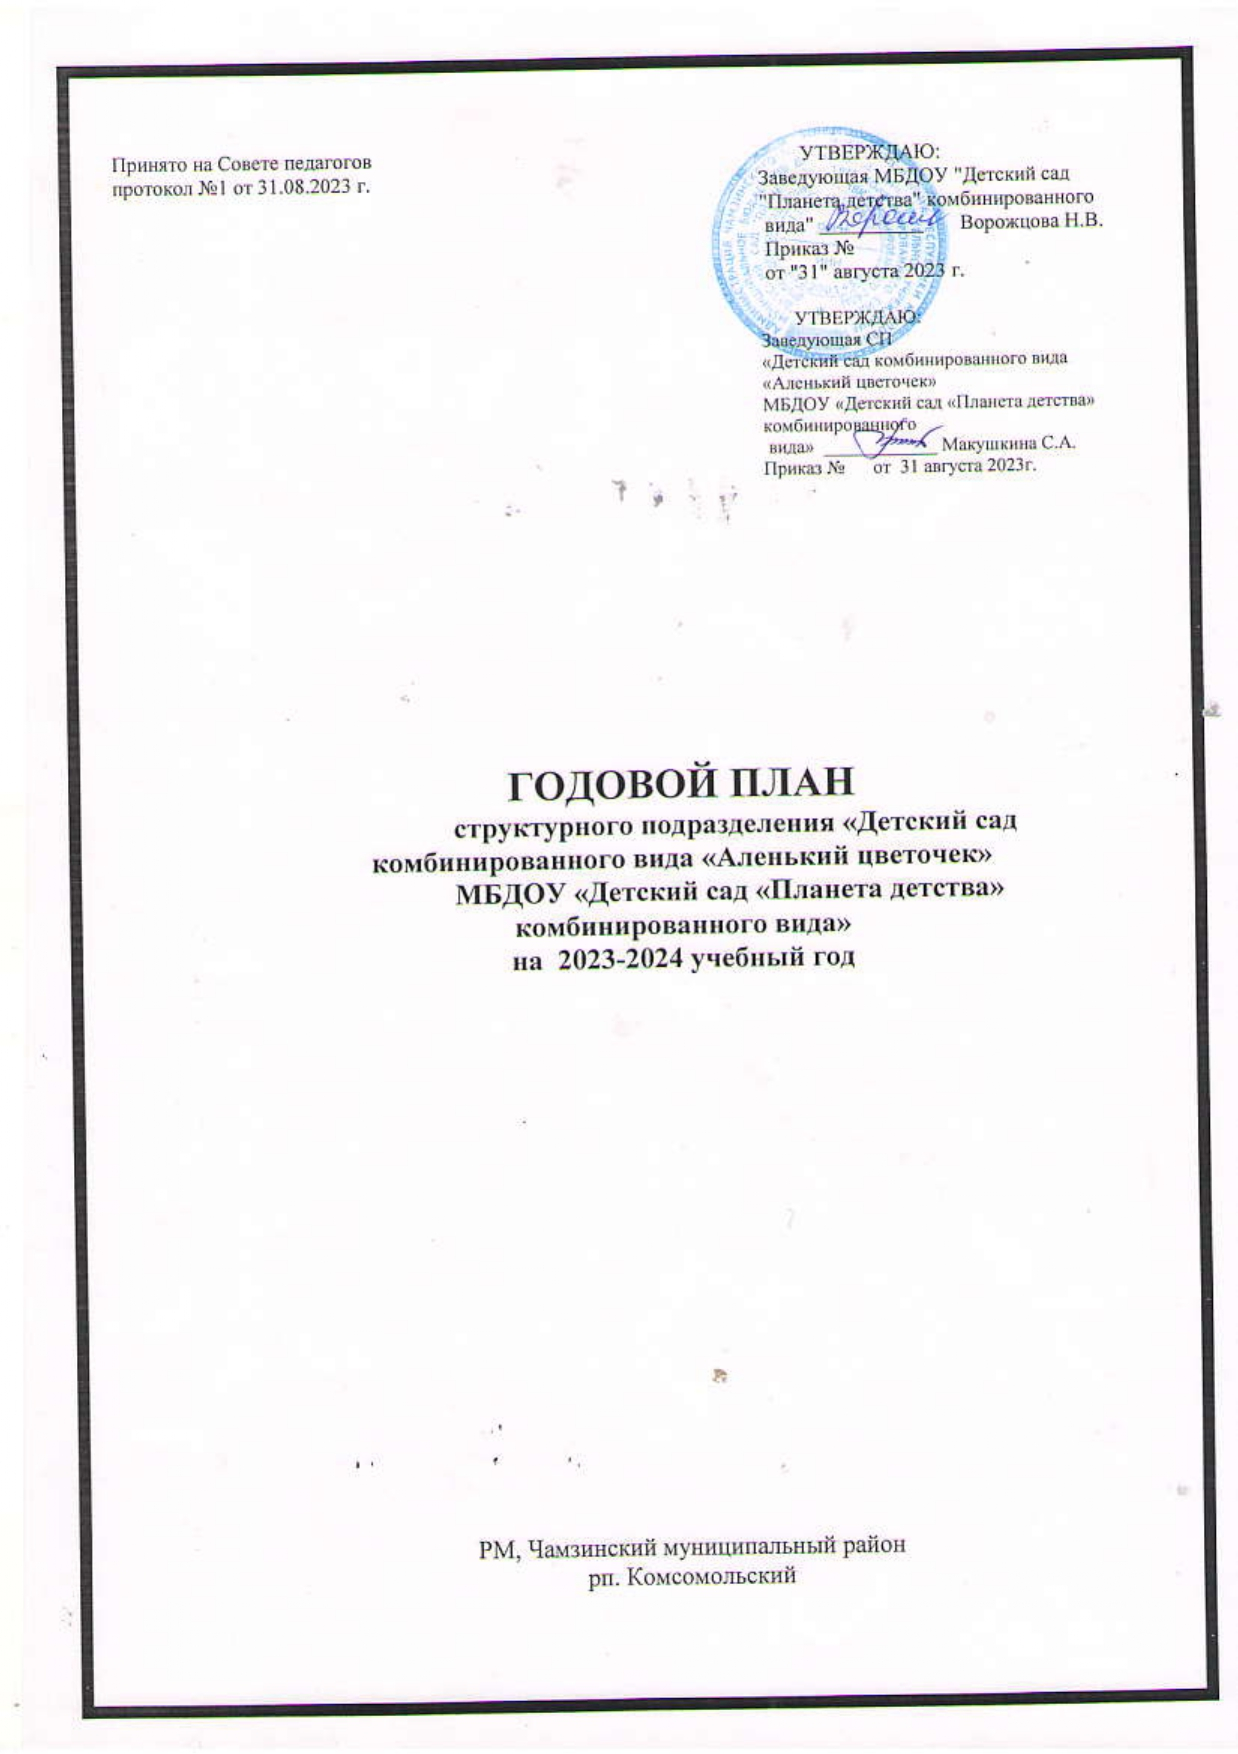 Принято на Совете педагогов
протокол №1 от 31.08.2023 г.
УТВЕРЖДАЮ:
Заведующая МБДОУ "Детский сад
"Планета детства" комбинированного
вида" Ворожцова Н.В.
Приказ №
от "31" августа 2023 г.
УТВЕРЖДАЮ:
Заведующая СП
«Детский сад комбинированного вида
«Аленький цветочек»
МБДОУ «Детский сад «Планета детства»
комбинированного
вида» Макушкина С.А.
Приказ № от 31 августа 2023г.
ГОДОВОЙ ПЛАН
структурного подразделения «Детский сад
комбинированного вида «Аленький цветочек»
МБДОУ «Детский сад «Планета детства»
комбинированного вида»
на 2023-2024 учебный год
РМ, Чамзинский муниципальный район
рп. Комсомольский